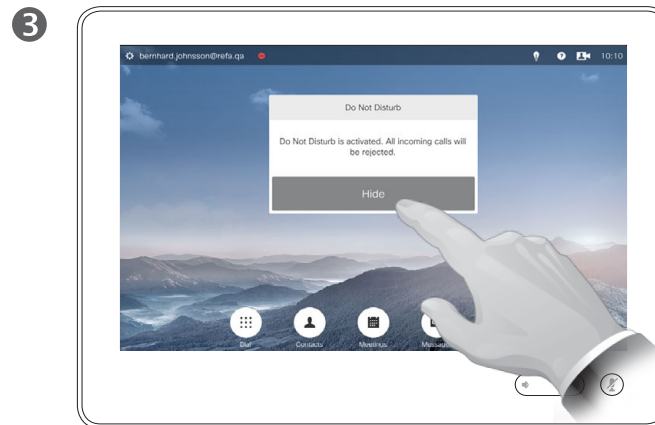 3
bernhard.johnsson@refa.qa 10:10
Do Not Disturb
Do Not Disturb is activated. All incoming calls will
be rejected.
Hide
Dial Contacts Meetings